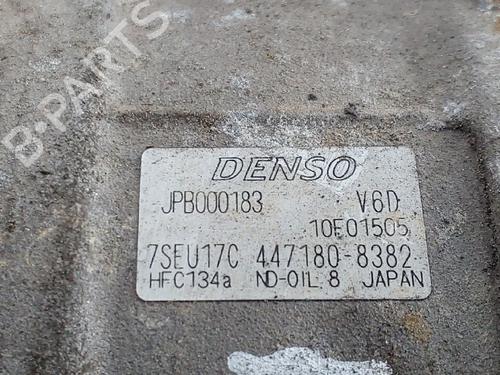 B-PARTS
DENSO
JPB000183 V6D
10E01505
7SEU17C 447180-8382
HFC134a ND-OIL 8 JAPAN